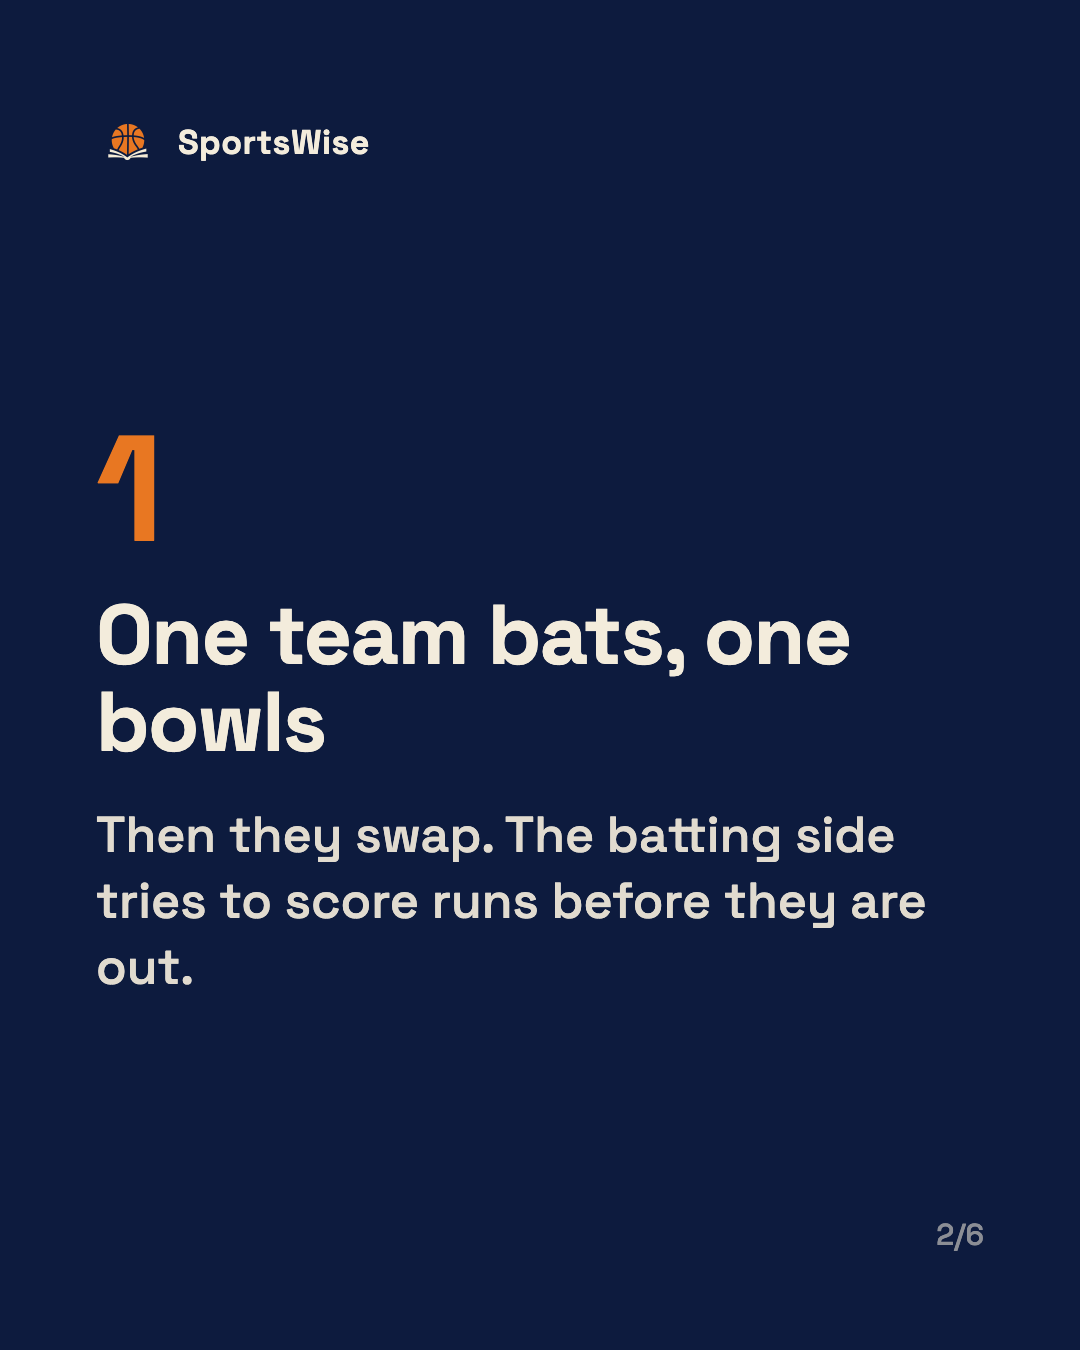 SportsWise
1
One team bats, one
bowls
Then they swap. The batting side
tries to score runs before they are
out.
2/6